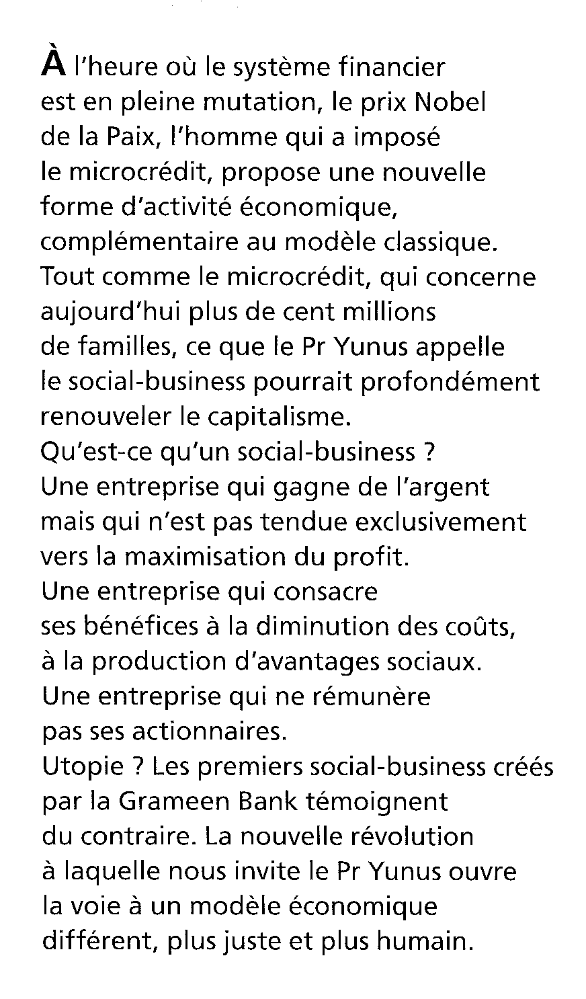 À l'heure où le système financier
est en pleine mutation, le prix Nobel
de la Paix, l'homme qui a imposé
le microcrédit, propose une nouvelle
forme d'activité économique,
complémentaire au modèle classique.
Tout comme le microcrédit, qui concerne
aujourd'hui plus de cent millions
de familles, ce que le Pr Yunus appelle
le social-business pourrait profondément
renouveler le capitalisme.
Qu'est-ce qu'un social-business ?
Une entreprise qui gagne de l'argent
mais qui n'est pas tendue exclusivement
vers la maximisation du profit.
Une entreprise qui consacre
ses bénéfices à la diminution des coûts,
à la production d'avantages sociaux.
Une entreprise qui ne rémunère
pas ses actionnaires.
Utopie ? Les premiers social-business créés
par la Grameen Bank témoignent
du contraire. La nouvelle révolution
à laquelle nous invite le Pr Yunus ouvre
la voie à un modèle économique
différent, plus juste et plus humain.